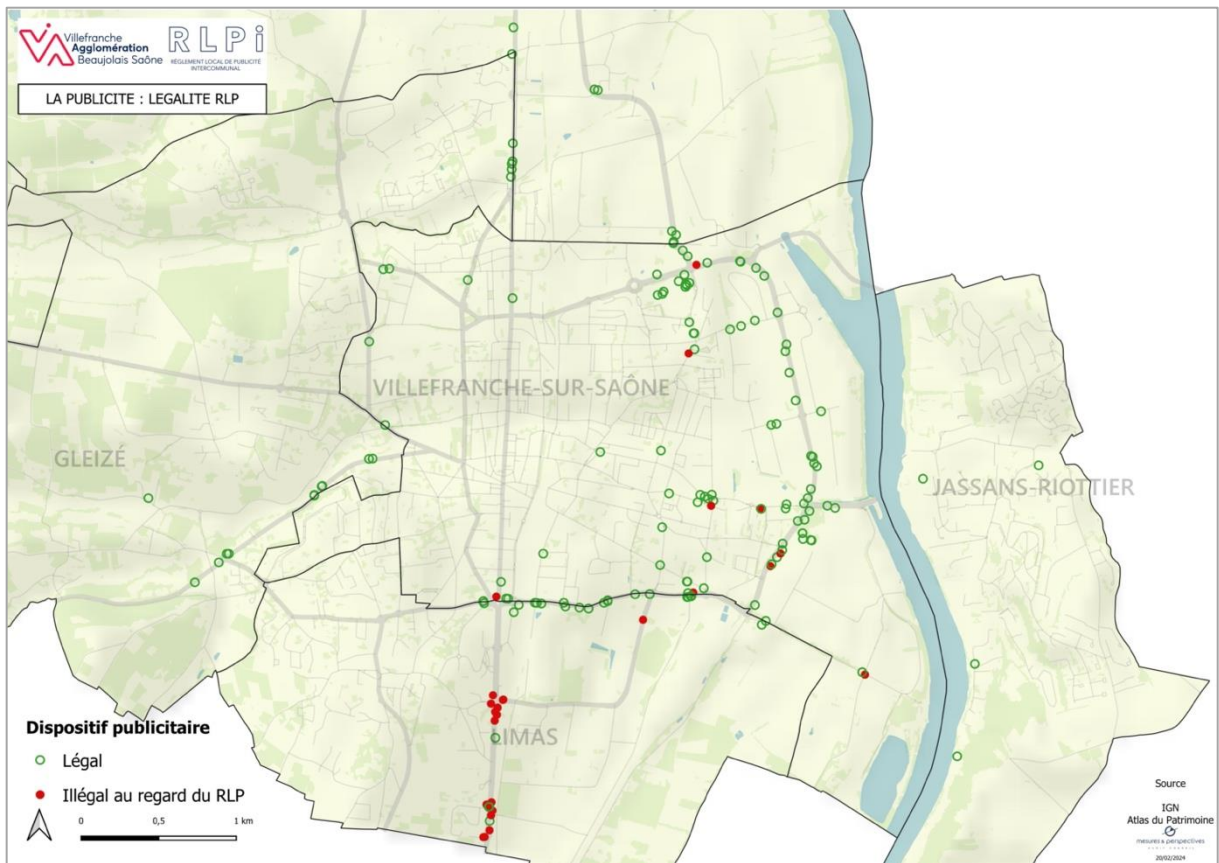 Villefranche
Agglomération
Beaujolais Saône
RLPi
RÈGLEMENT LOCAL DE PUBLICITÉ
INTERCOMMUNAL
LA PUBLICITE : LEGALITE RLP
VILLEFRANCHE-SUR-SAÔNE
GLEIZÉ
JASSANS-RIOTTIER
LIMAS
Dispositif publicitaire
Légal
Illégal au regard du RLP
0 0,5 1 km
Source
IGN
Atlas du Patrimoine
mesures & perspectives
20/02/2024